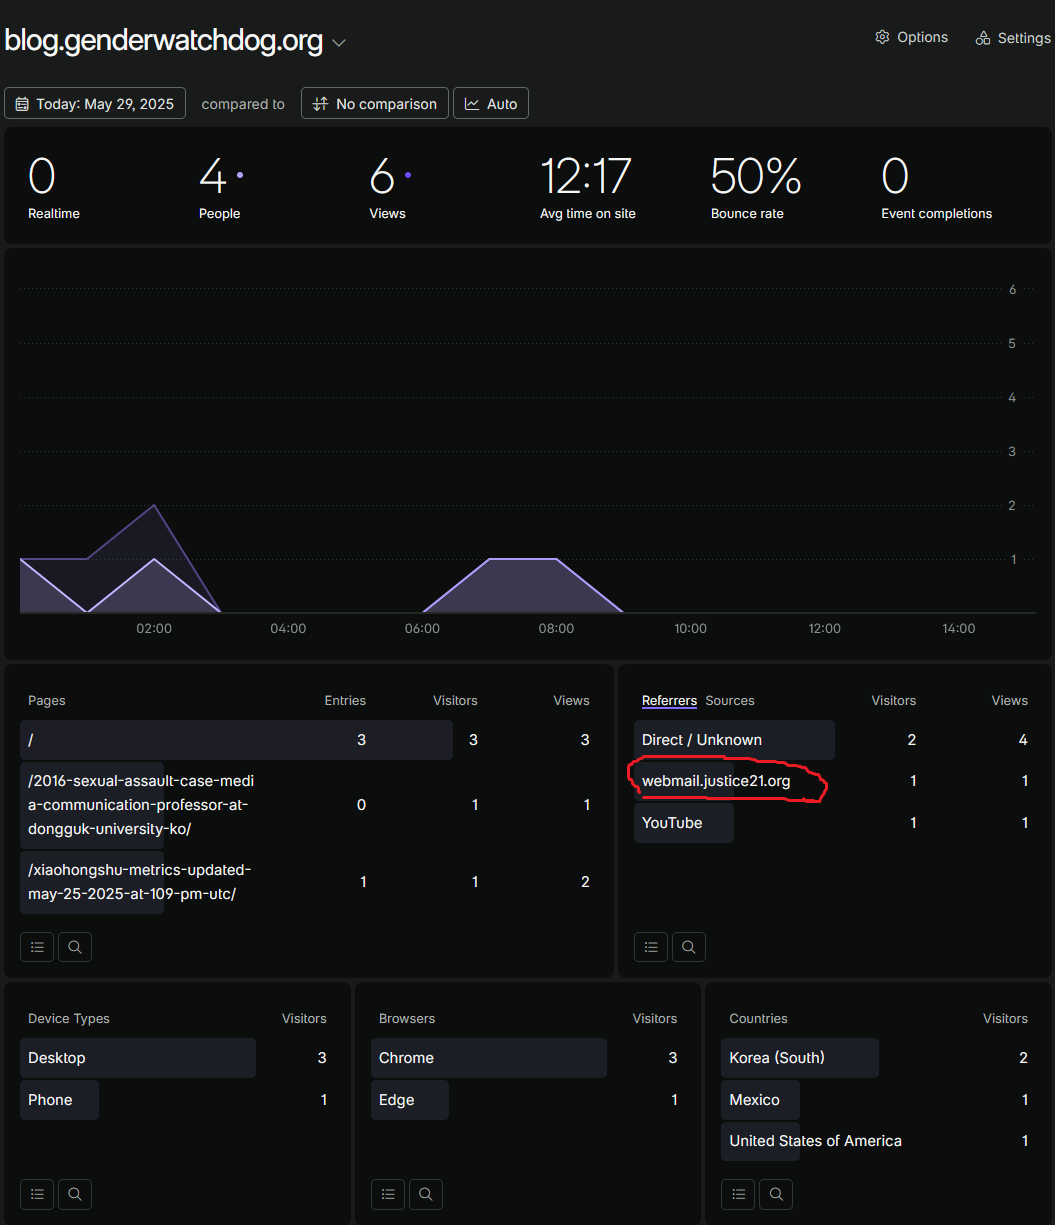 blog.genderwatchdog.org
Options
Settings
Today: May 29, 2025
compared to
No comparison
Auto
0
4
6
12:17
50%
0
Realtime
People
Views
Avg time on site
Bounce rate
Event completions
6
5
4
3
2
1
02:00
04:00
06:00
08:00
10:00
12:00
14:00
Pages
Entries
Visitors
Views
/
3
3
3
/2016-sexual-assault-case-medi
a-communication-professor-at-
dongguk-university-ko/
0
1
1
/xiaohongshu-metrics-updated-
may-25-2025-at-109-pm-utc/
1
1
2
Referrers
Sources
Visitors
Views
Direct / Unknown
2
4
webmail.justice21.org
1
1
YouTube
1
1
Device Types
Visitors
Desktop
3
Phone
1
Browsers
Visitors
Chrome
3
Edge
1
Countries
Visitors
Korea (South)
2
Mexico
1
United States of America
1